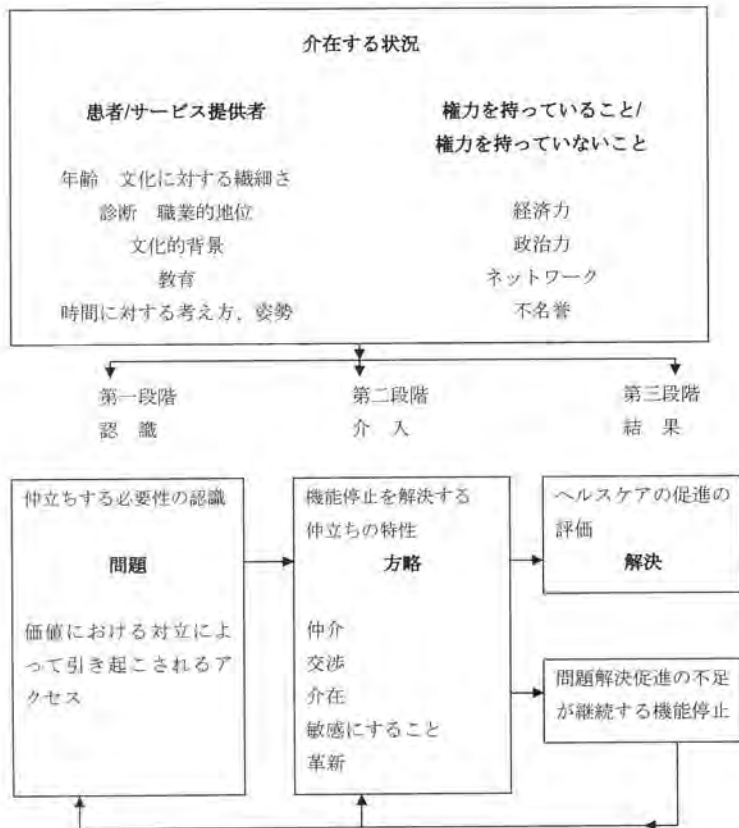 介在する状況
患者/サービス提供者
年齢　文化に対する繊細さ
診断　職業的地位
文化的背景
教育
時間に対する考え方、姿勢
権力を持っていること/
権力を持っていないこと
経済力
政治力
ネットワーク
不名誉
第一段階
認　識
第二段階
介　入
第三段階
結　果
仲立ちする必要性の認識
問題
価値における対立によ
って引き起こされるア
クセス
機能停止を解決する
仲立ちの特性
方略
仲介
交渉
介在
敏感にすること
革新
ヘルスケアの促進の
評価
解決
問題解決促進の不足
が継続する機能停止